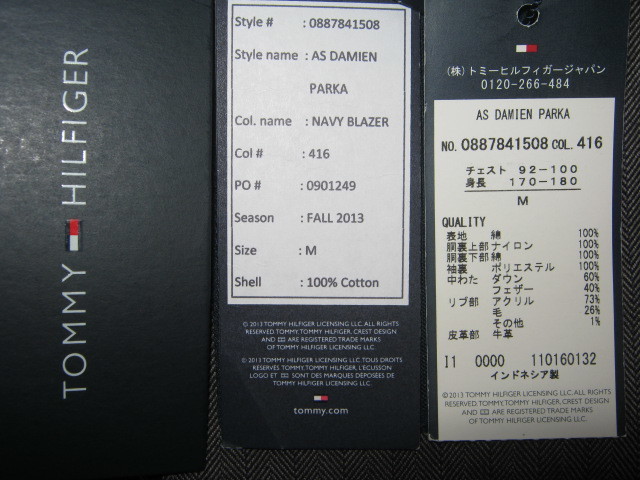 TOMMY HILFIGER
Style # : 0887841508
Style name : AS DAMIEN
PARKA
Col. name : NAVY BLAZER
Col # : 416
PO # : 0901249
Season : FALL 2013
Size : M
Shell : 100% Cotton
© 2013 TOMMY HILFIGER LICENSING LLC. ALL RIGHTS
RESERVED. TOMMY, TOMMY HILFIGER, CREST DESIGN
AND ARE REGISTERED TRADE MARKS
OF TOMMY HILFIGER LICENSING LLC.
© 2013 TOMMY HILFIGER LICENSING LLC TOUS DROITS
RESERVES. TOMMY, TOMMY HILFIGER, L'ECUSSON
LOGO ET SONT DES MARQUES DÉPOSÉES DE
TOMMY HILFIGER LICENSING LLC.
tommy.com
(株)トミーヒルフィガージャパン
0120-266-484
AS DAMIEN PARKA
NO. 0887841508 COL. 416
チェスト 92-100
身長 170-180
M
QUALITY
表地 綿 100%
胴裏上部 ナイロン 100%
胴裏下部 綿 100%
袖裏 ポリエステル 100%
中わた ダウン 60%
フェザー 40%
リブ部 アクリル 73%
毛 26%
その他 1%
皮革部 牛革
I1 0000 110160132
インドネシア製
© 2013 TOMMY HILFIGER LICENSING LLC. ALL RIGHTS
RESERVED. TOMMY, TOMMY HILFIGER, CREST DESIGN
AND ARE REGISTERED TRADE MARKS
OF TOMMY HILFIGER LICENSING LLC.